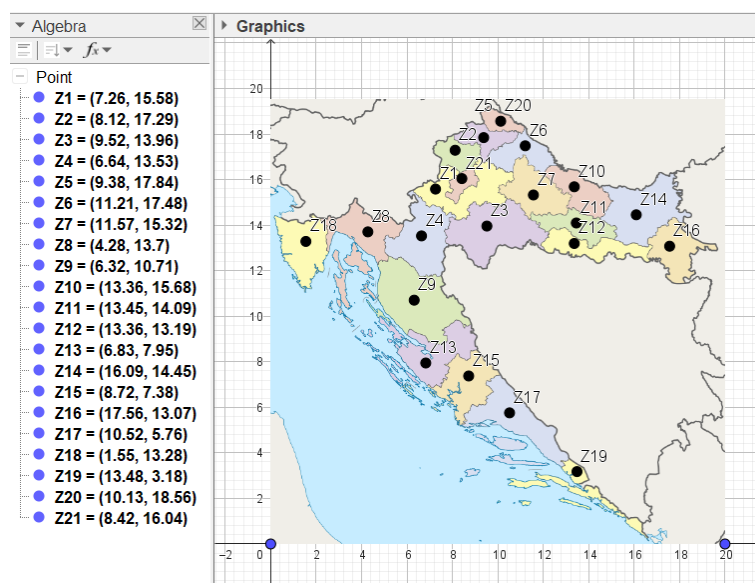 Algebra
Graphics
fx
Point
Z1 = (7.26, 15.58)
Z2 = (8.12, 17.29)
Z3 = (9.52, 13.96)
Z4 = (6.64, 13.53)
Z5 = (9.38, 17.84)
Z6 = (11.21, 17.48)
Z7 = (11.57, 15.32)
Z8 = (4.28, 13.7)
Z9 = (6.32, 10.71)
Z10 = (13.36, 15.68)
Z11 = (13.45, 14.09)
Z12 = (13.36, 13.19)
Z13 = (6.83, 7.95)
Z14 = (16.09, 14.45)
Z15 = (8.72, 7.38)
Z16 = (17.56, 13.07)
Z17 = (10.52, 5.76)
Z18 = (1.55, 13.28)
Z19 = (13.48, 3.18)
Z20 = (10.13, 18.56)
Z21 = (8.42, 16.04)
20
18
16
14
12
10
8
6
4
2
Z5 Z20
Z2 Z6
Z21
Z1 Z7 Z10
Z14
Z11
Z18 Z8 Z4 Z3 Z12 Z16
Z9
Z13
Z15
Z17
Z19
−2 0 2 4 6 8 10 12 14 16 18 20